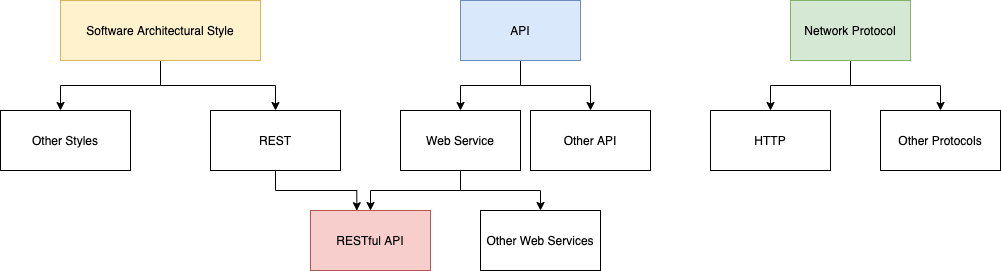 Software Architectural Style
API
Network Protocol
Other Styles
REST
Web Service
Other API
HTTP
Other Protocols
RESTful API
Other Web Services